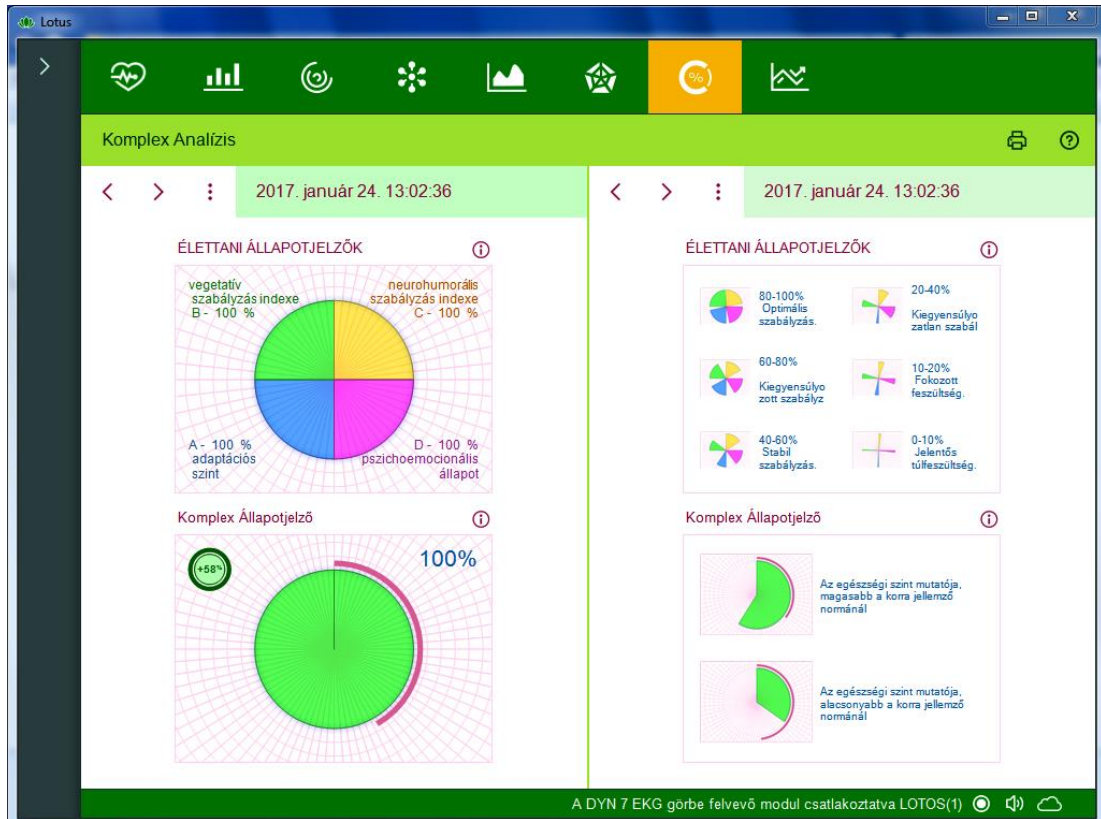 Lotus
Komplex Analízis
2017. január 24. 13:02:36
ÉLETTANI ÁLLAPOTJELZŐK
vegetatív
szabályzás indexe
B - 100 %
neurohumorális
szabályzás indexe
C - 100 %
A - 100 %
adaptációs
szint
D - 100 %
pszichoemocionális
állapot
Komplex Állapotjelző
+58%
100%
2017. január 24. 13:02:36
ÉLETTANI ÁLLAPOTJELZŐK
80-100%
Optimális
szabályzás.
20-40%
Kiegyensúlyo
zatlan szabál
60-80%
Kiegyensúlyo
zott szabályz
10-20%
Fokozott
feszültség.
40-60%
Stabil
szabályzás.
0-10%
Jelentős
túlfeszültség.
Komplex Állapotjelző
Az egészségi szint mutatója,
magasabb a korra jellemző
normánál
Az egészségi szint mutatója,
alacsonyabb a korra jellemző
normánál
A DYN 7 EKG görbe felvevő modul csatlakoztatva LOTOS(1)